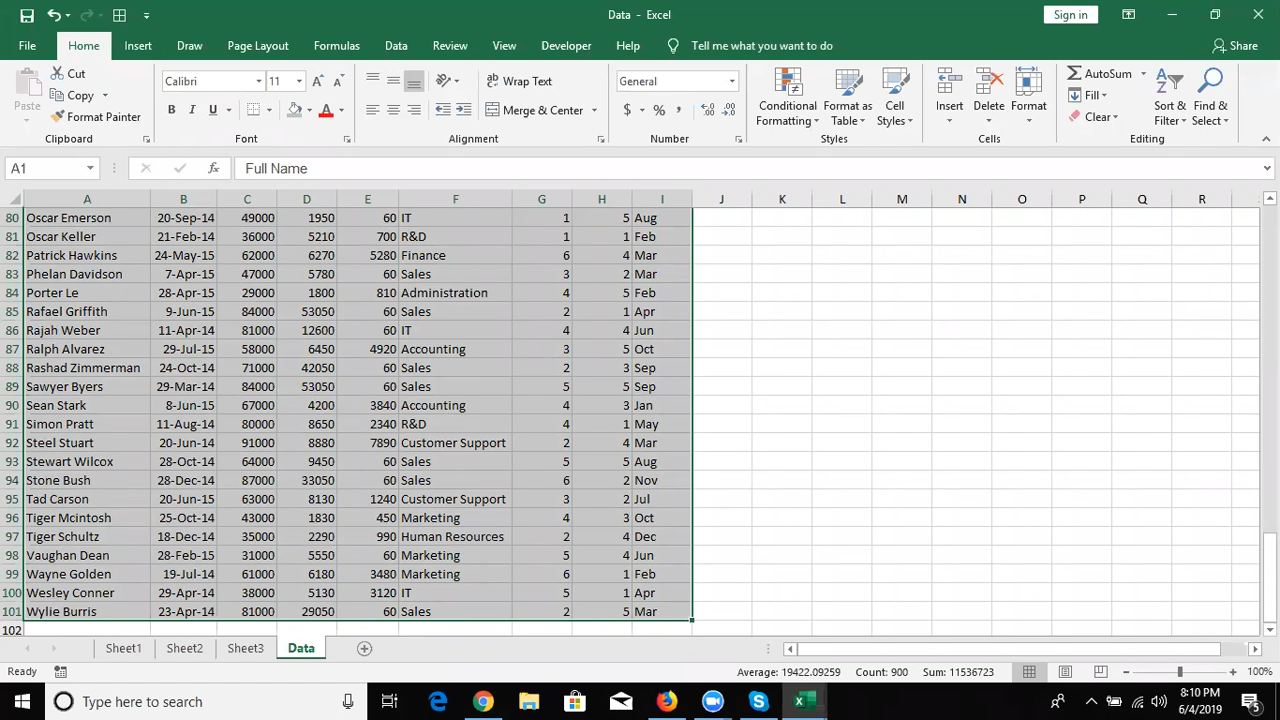 Data - Excel
Sign in
File Home Insert Draw Page Layout Formulas Data Review View Developer Help Tell me what you want to do Share
Paste
Cut
Copy
Format Painter
Clipboard
Calibri 11
B I U
Font
Wrap Text
Merge & Center
Alignment
General
$ % ,
Number
Conditional Formatting
Format as Table
Cell Styles
Styles
Insert
Delete
Format
Cells
AutoSum
Fill
Clear
Sort & Filter
Find & Select
Editing
A1 fx Full Name
A B C D E F G H I J K L M N O P Q R
80 Oscar Emerson 20-Sep-14 49000 1950 60 IT 1 5 Aug
81 Oscar Keller 21-Feb-14 36000 5210 700 R&D 1 1 Feb
82 Patrick Hawkins 24-May-15 62000 6270 5280 Finance 6 4 Mar
83 Phelan Davidson 7-Apr-15 47000 5780 60 Sales 3 2 Mar
84 Porter Le 28-Apr-15 29000 1800 810 Administration 4 5 Feb
85 Rafael Griffith 9-Jun-15 84000 53050 60 Sales 2 1 Apr
86 Rajah Weber 11-Apr-14 81000 12600 60 IT 4 4 Jun
87 Ralph Alvarez 29-Jul-15 58000 6450 4920 Accounting 3 5 Oct
88 Rashad Zimmerman 24-Oct-14 71000 42050 60 Sales 2 3 Sep
89 Sawyer Byers 29-Mar-14 84000 53050 60 Sales 5 5 Sep
90 Sean Stark 8-Jun-15 67000 4200 3840 Accounting 4 3 Jan
91 Simon Pratt 11-Aug-14 80000 8650 2340 R&D 4 1 May
92 Steel Stuart 20-Jun-14 91000 8880 7890 Customer Support 2 4 Mar
93 Stewart Wilcox 28-Oct-14 64000 9450 60 Sales 5 5 Aug
94 Stone Bush 28-Dec-14 87000 33050 60 Sales 6 2 Nov
95 Tad Carson 20-Jun-15 63000 8130 1240 Customer Support 3 2 Jul
96 Tiger Mcintosh 25-Oct-14 43000 1830 450 Marketing 4 3 Oct
97 Tiger Schultz 18-Dec-14 35000 2290 990 Human Resources 2 4 Dec
98 Vaughan Dean 28-Feb-15 31000 5550 60 Marketing 5 4 Jun
99 Wayne Golden 19-Jul-14 61000 6180 3480 Marketing 6 1 Feb
100 Wesley Conner 29-Apr-14 38000 5130 3120 IT 5 1 Apr
101 Wylie Burris 23-Apr-14 81000 29050 60 Sales 2 5 Mar
102
Sheet1 Sheet2 Sheet3 Data
Ready Average: 19422.09259 Count: 900 Sum: 11536723 100%
Type here to search
8:10 PM
6/4/2019
5